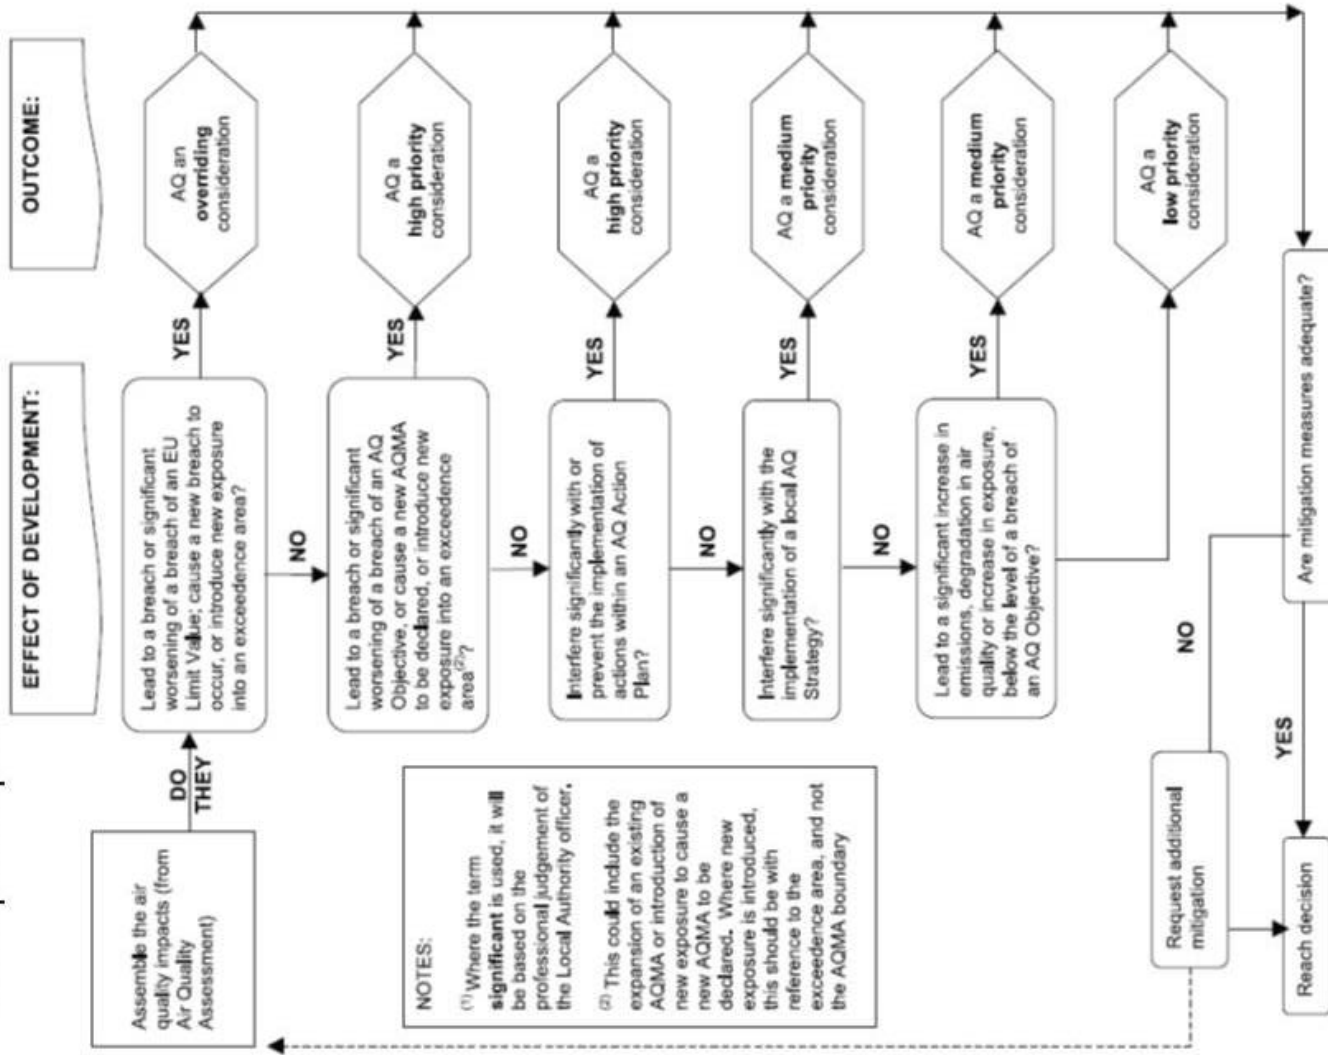 EFFECT OF DEVELOPMENT:
OUTCOME:
Assemble the air
quality impacts (from
Air Quality
Assessment)
DO
THEY
Lead to a breach or significant
worsening of a breach of an EU
Limit Value; cause a new breach to
occur, or introduce new exposure
into an exceedence area?
YES
AQ an
overriding
consideration
NO
Lead to a breach or significant
worsening of a breach of an AQ
Objective, or cause a new AQMA
to be declared, or introduce new
exposure into an exceedence
area(2)?
YES
AQ a
high priority
consideration
NO
Interfere significantly with or
prevent the implementation of
actions within an AQ Action
Plan?
YES
AQ a
high priority
consideration
NO
Interfere significantly with the
implementation of a local AQ
Strategy?
YES
AQ a medium
priority
consideration
NO
Lead to a significant increase in
emissions, degradation in air
quality or increase in exposure,
below the level of a breach of
an AQ Objective?
YES
AQ a medium
priority
consideration
AQ a
low priority
consideration
NOTES:
(1) Where the term
significant is used, it will
be based on the
professional judgement of
the Local Authority officer.
(2) This could include the
expansion of an existing
AQMA or introduction of
new exposure to cause a
new AQMA to be
declared. Where new
exposure is introduced,
this should be with
reference to the
exceedence area, and not
the AQMA boundary
Request additional
mitigation
NO
Reach decision
YES
Are mitigation measures adequate?